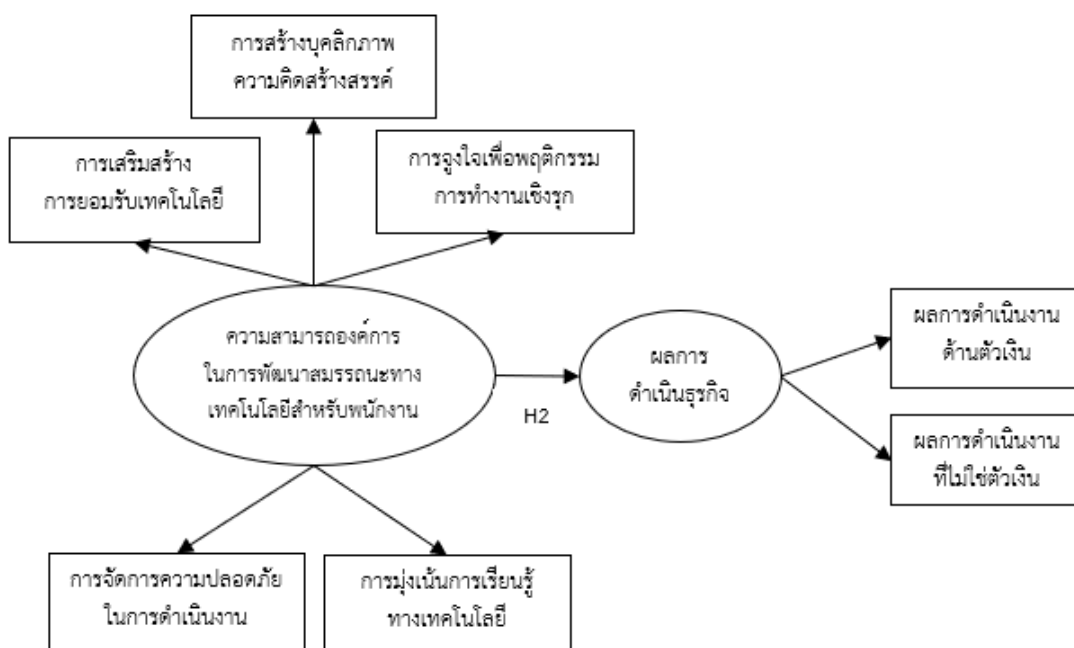 การสร้างบุคลิกภาพ
ความคิดสร้างสรรค์
การเสริมสร้าง
การยอมรับเทคโนโลยี
การจูงใจเพื่อพฤติกรรม
การทำงานเชิงรุก
ความสามารถองค์การ
ในการพัฒนาสมรรถนะทาง
เทคโนโลยีสำหรับพนักงาน
H2
ผลการ
ดำเนินธุรกิจ
ผลการดำเนินงาน
ด้านตัวเงิน
ผลการดำเนินงาน
ที่ไม่ใช่ตัวเงิน
การจัดการความปลอดภัย
ในการดำเนินงาน
การมุ่งเน้นการเรียนรู้
ทางเทคโนโลยี